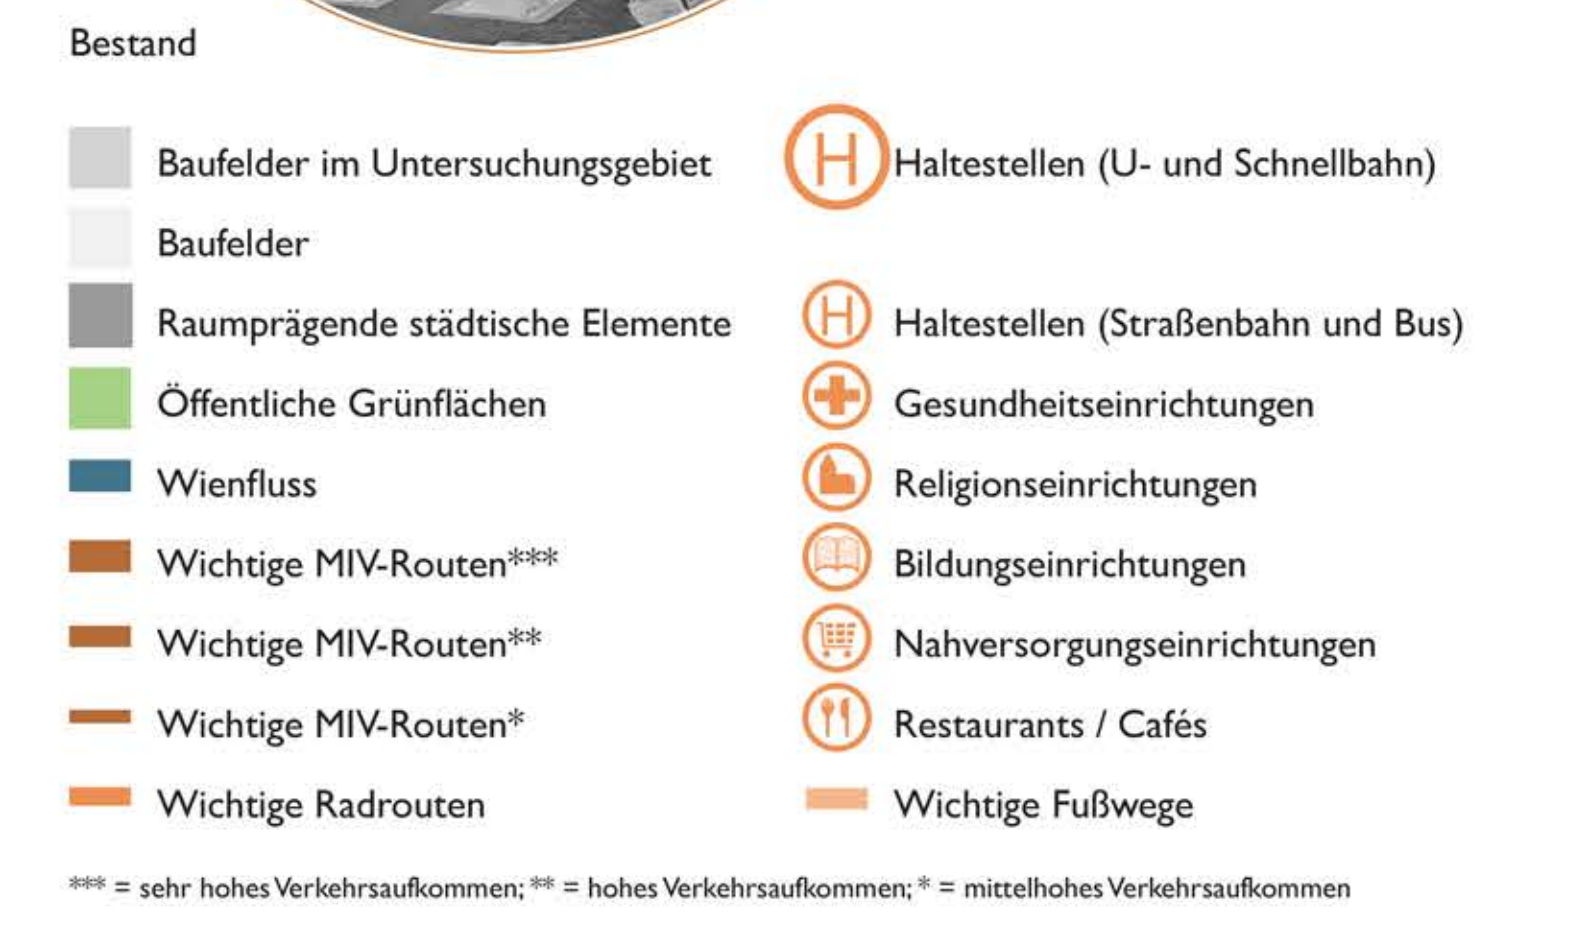 Bestand
Baufelder im Untersuchungsgebiet
Baufelder
Raumprägende städtische Elemente
Öffentliche Grünflächen
Wienfluss
Wichtige MIV-Routen***
Wichtige MIV-Routen**
Wichtige MIV-Routen*
Wichtige Radrouten
H Haltestellen (U- und Schnellbahn)
H Haltestellen (Straßenbahn und Bus)
Gesundheitseinrichtungen
Religionseinrichtungen
Bildungseinrichtungen
Nahversorgungseinrichtungen
Restaurants / Cafés
Wichtige Fußwege
*** = sehr hohes Verkehrsaufkommen; ** = hohes Verkehrsaufkommen; * = mittelhohes Verkehrsaufkommen